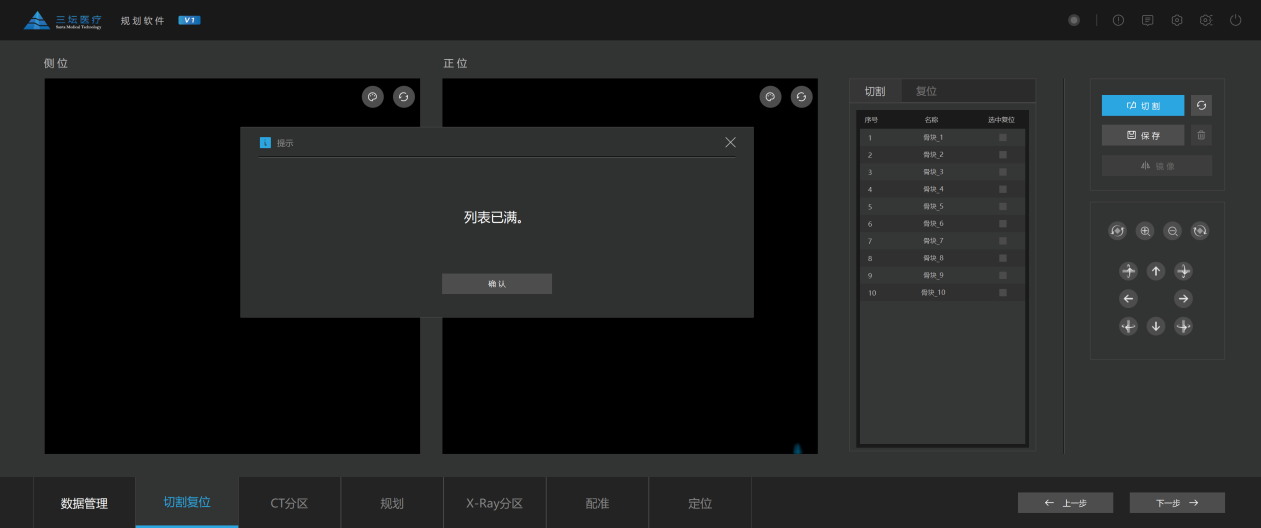 三坛医疗
Santa Medical Technology
规划软件
V1
侧位
正位
提示
列表已满。
确认
切割
复位
序号 名称 选中复位
1 骨块_1
2 骨块_2
3 骨块_3
4 骨块_4
5 骨块_5
6 骨块_6
7 骨块_7
8 骨块_8
9 骨块_9
10 骨块_10
切割
保存
镜像
数据管理
切割复位
CT分区
规划
X-Ray分区
配准
定位
← 上一步
下一步 →